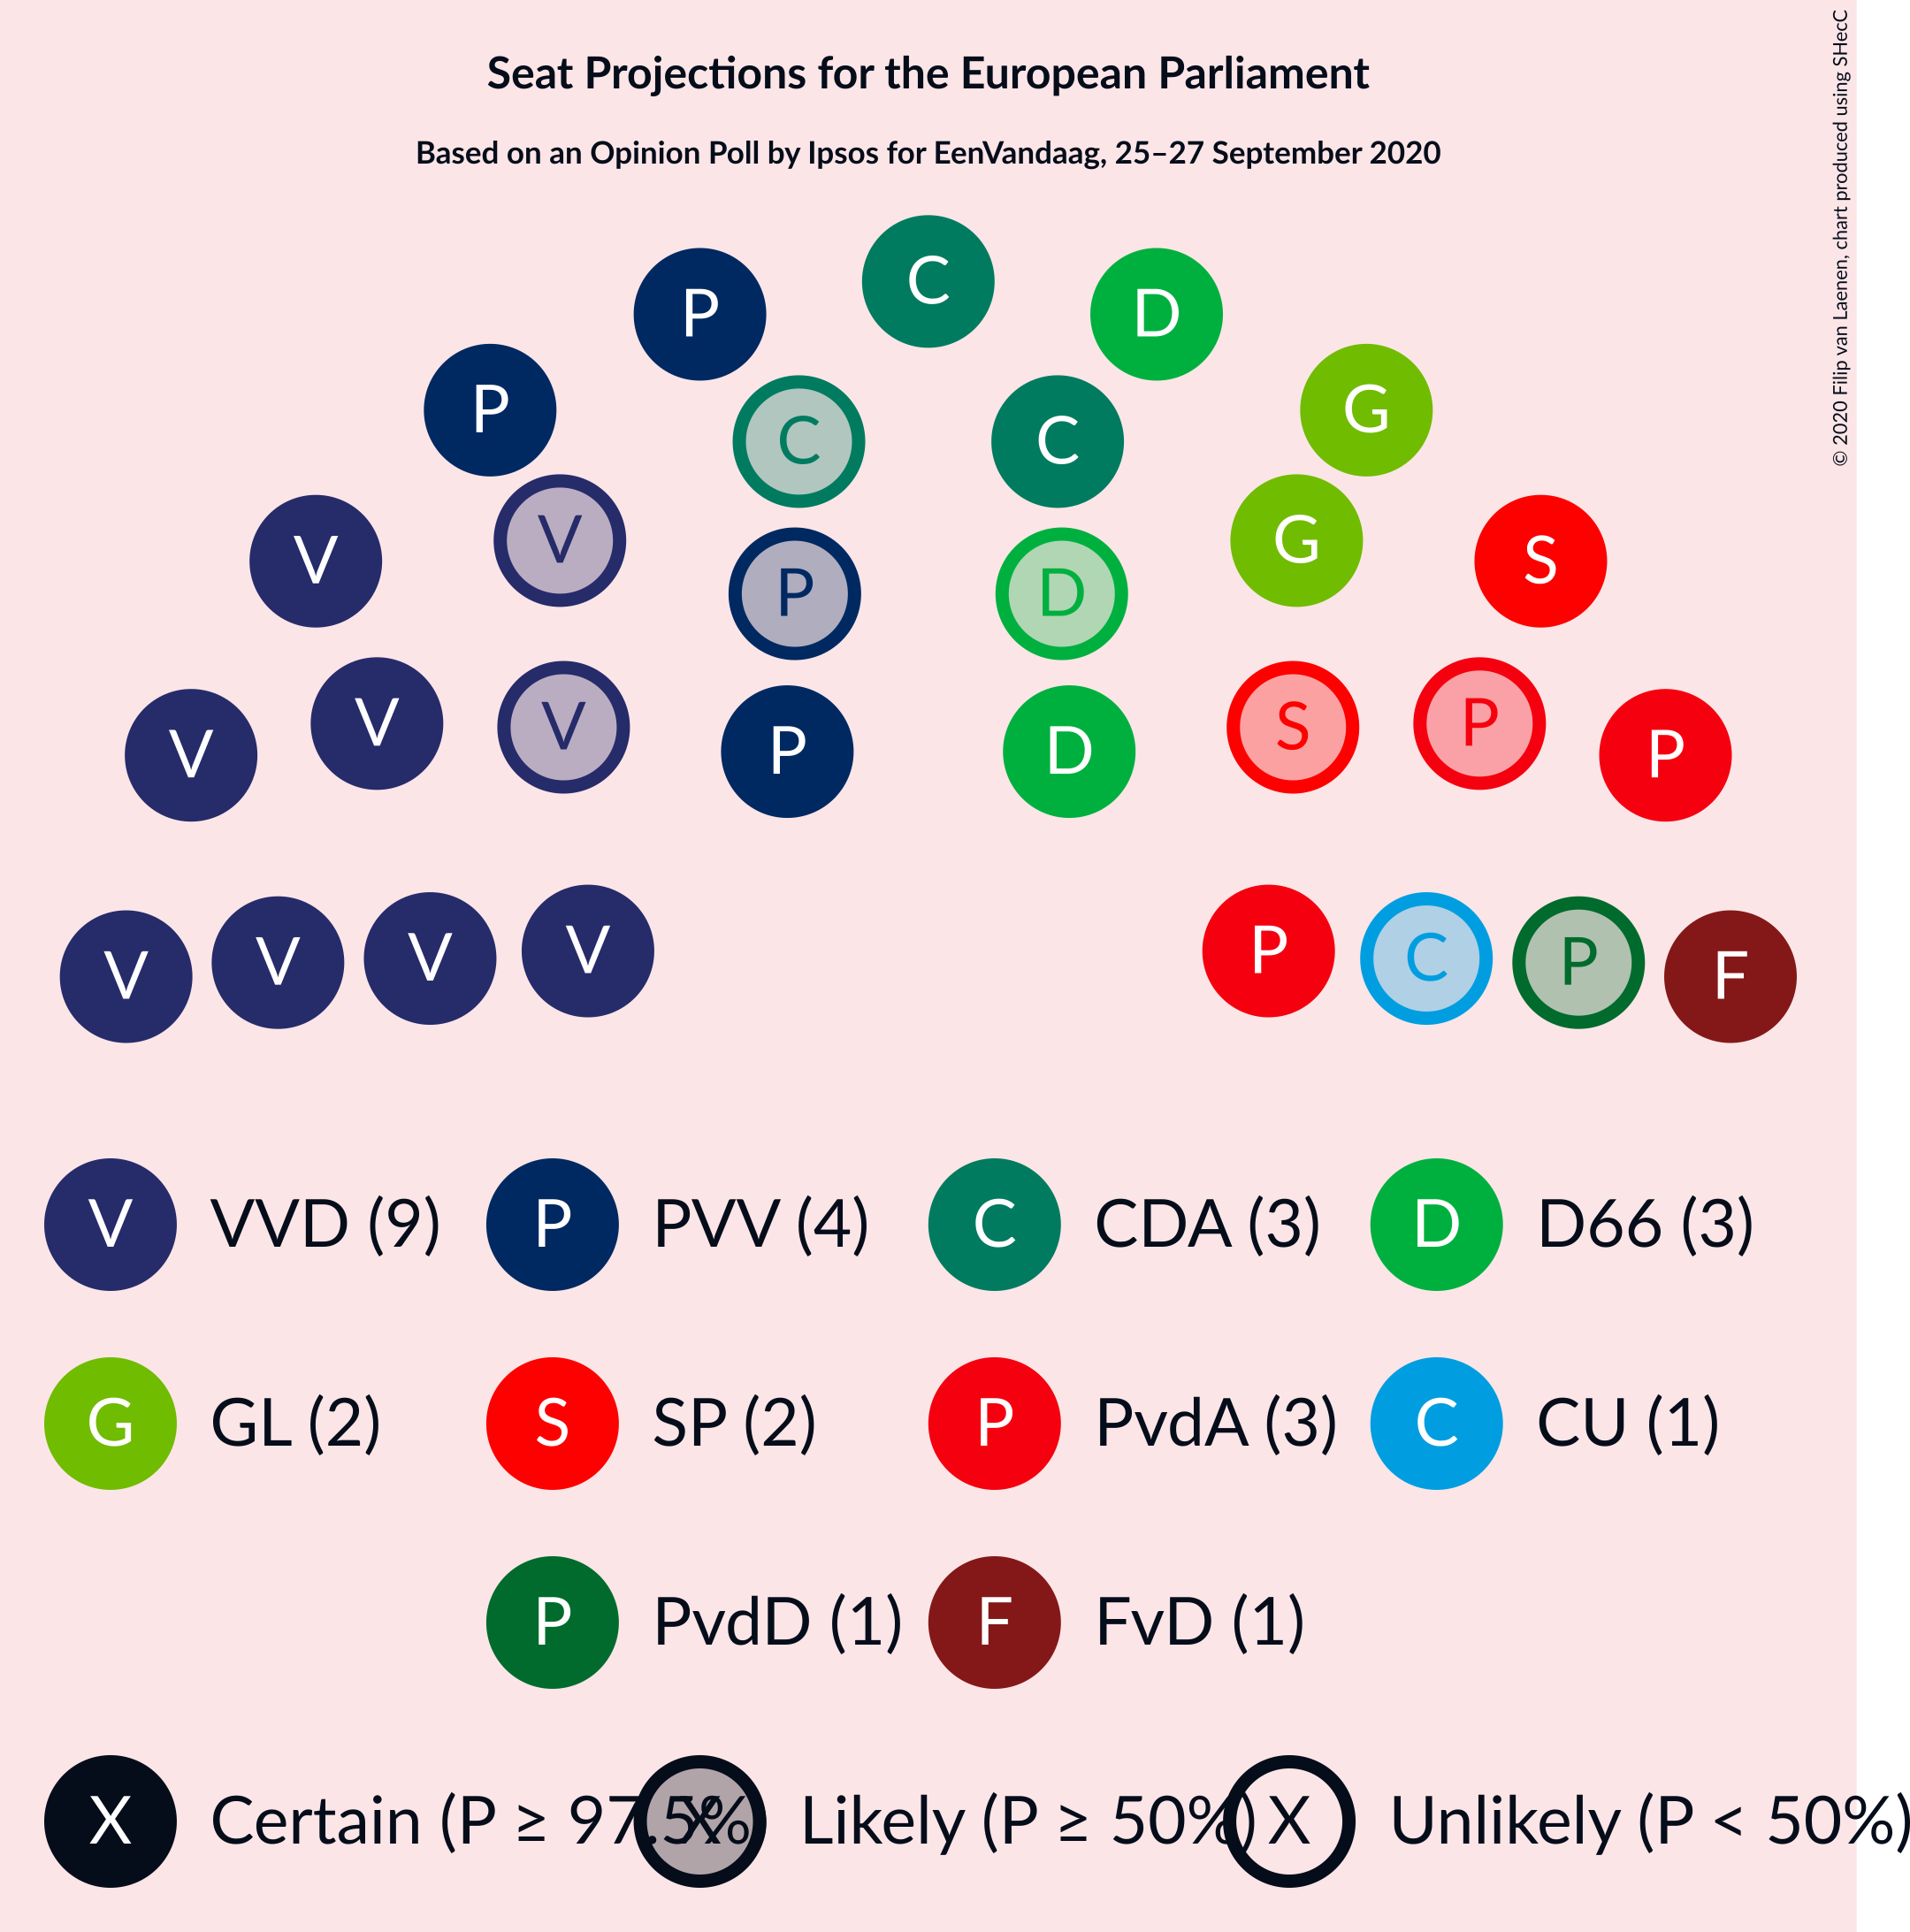 Seat Projections for the European Parliament
Based on an Opinion Poll by Ipsos for EenVandaag, 25–27 September 2020
© 2020 Filip van Laenen, chart produced using SHecC
C
P D
P G
C C
V G
V S
P D
V P
V S
P D
V P
V V P
V C
V P
V F
V VVD (9) P PVV (4) C CDA (3) D D66 (3)
G GL (2) S SP (2) P PvdA (3) C CU (1)
P PvdD (1) F FvD (1)
X Certain (P ≥ 97.5% X Likely (P ≥ 50%) X Unlikely (P < 50%)